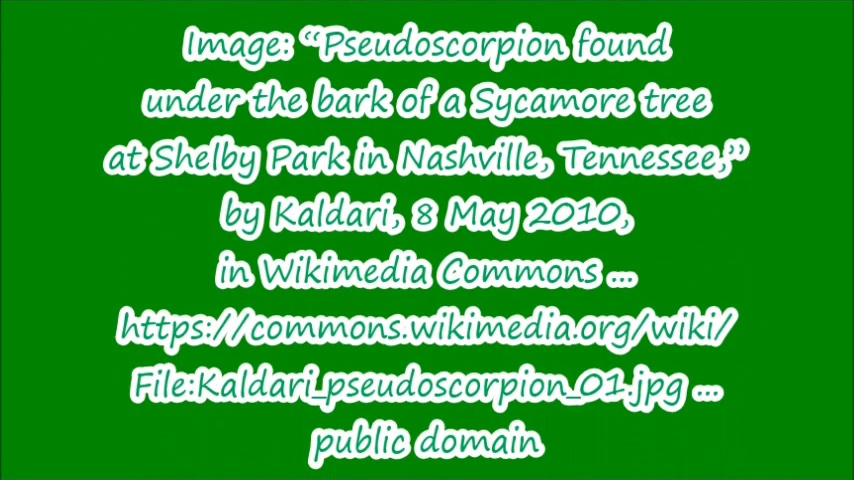 Image: “Pseudoscorpion found
under the bark of a Sycamore tree
at Shelby Park in Nashville, Tennessee,”
by Kaldari, 8 May 2010,
in Wikimedia Commons ...
https://commons.wikimedia.org/wiki/
File:Kaldari_pseudoscorpion_01.jpg ...
public domain